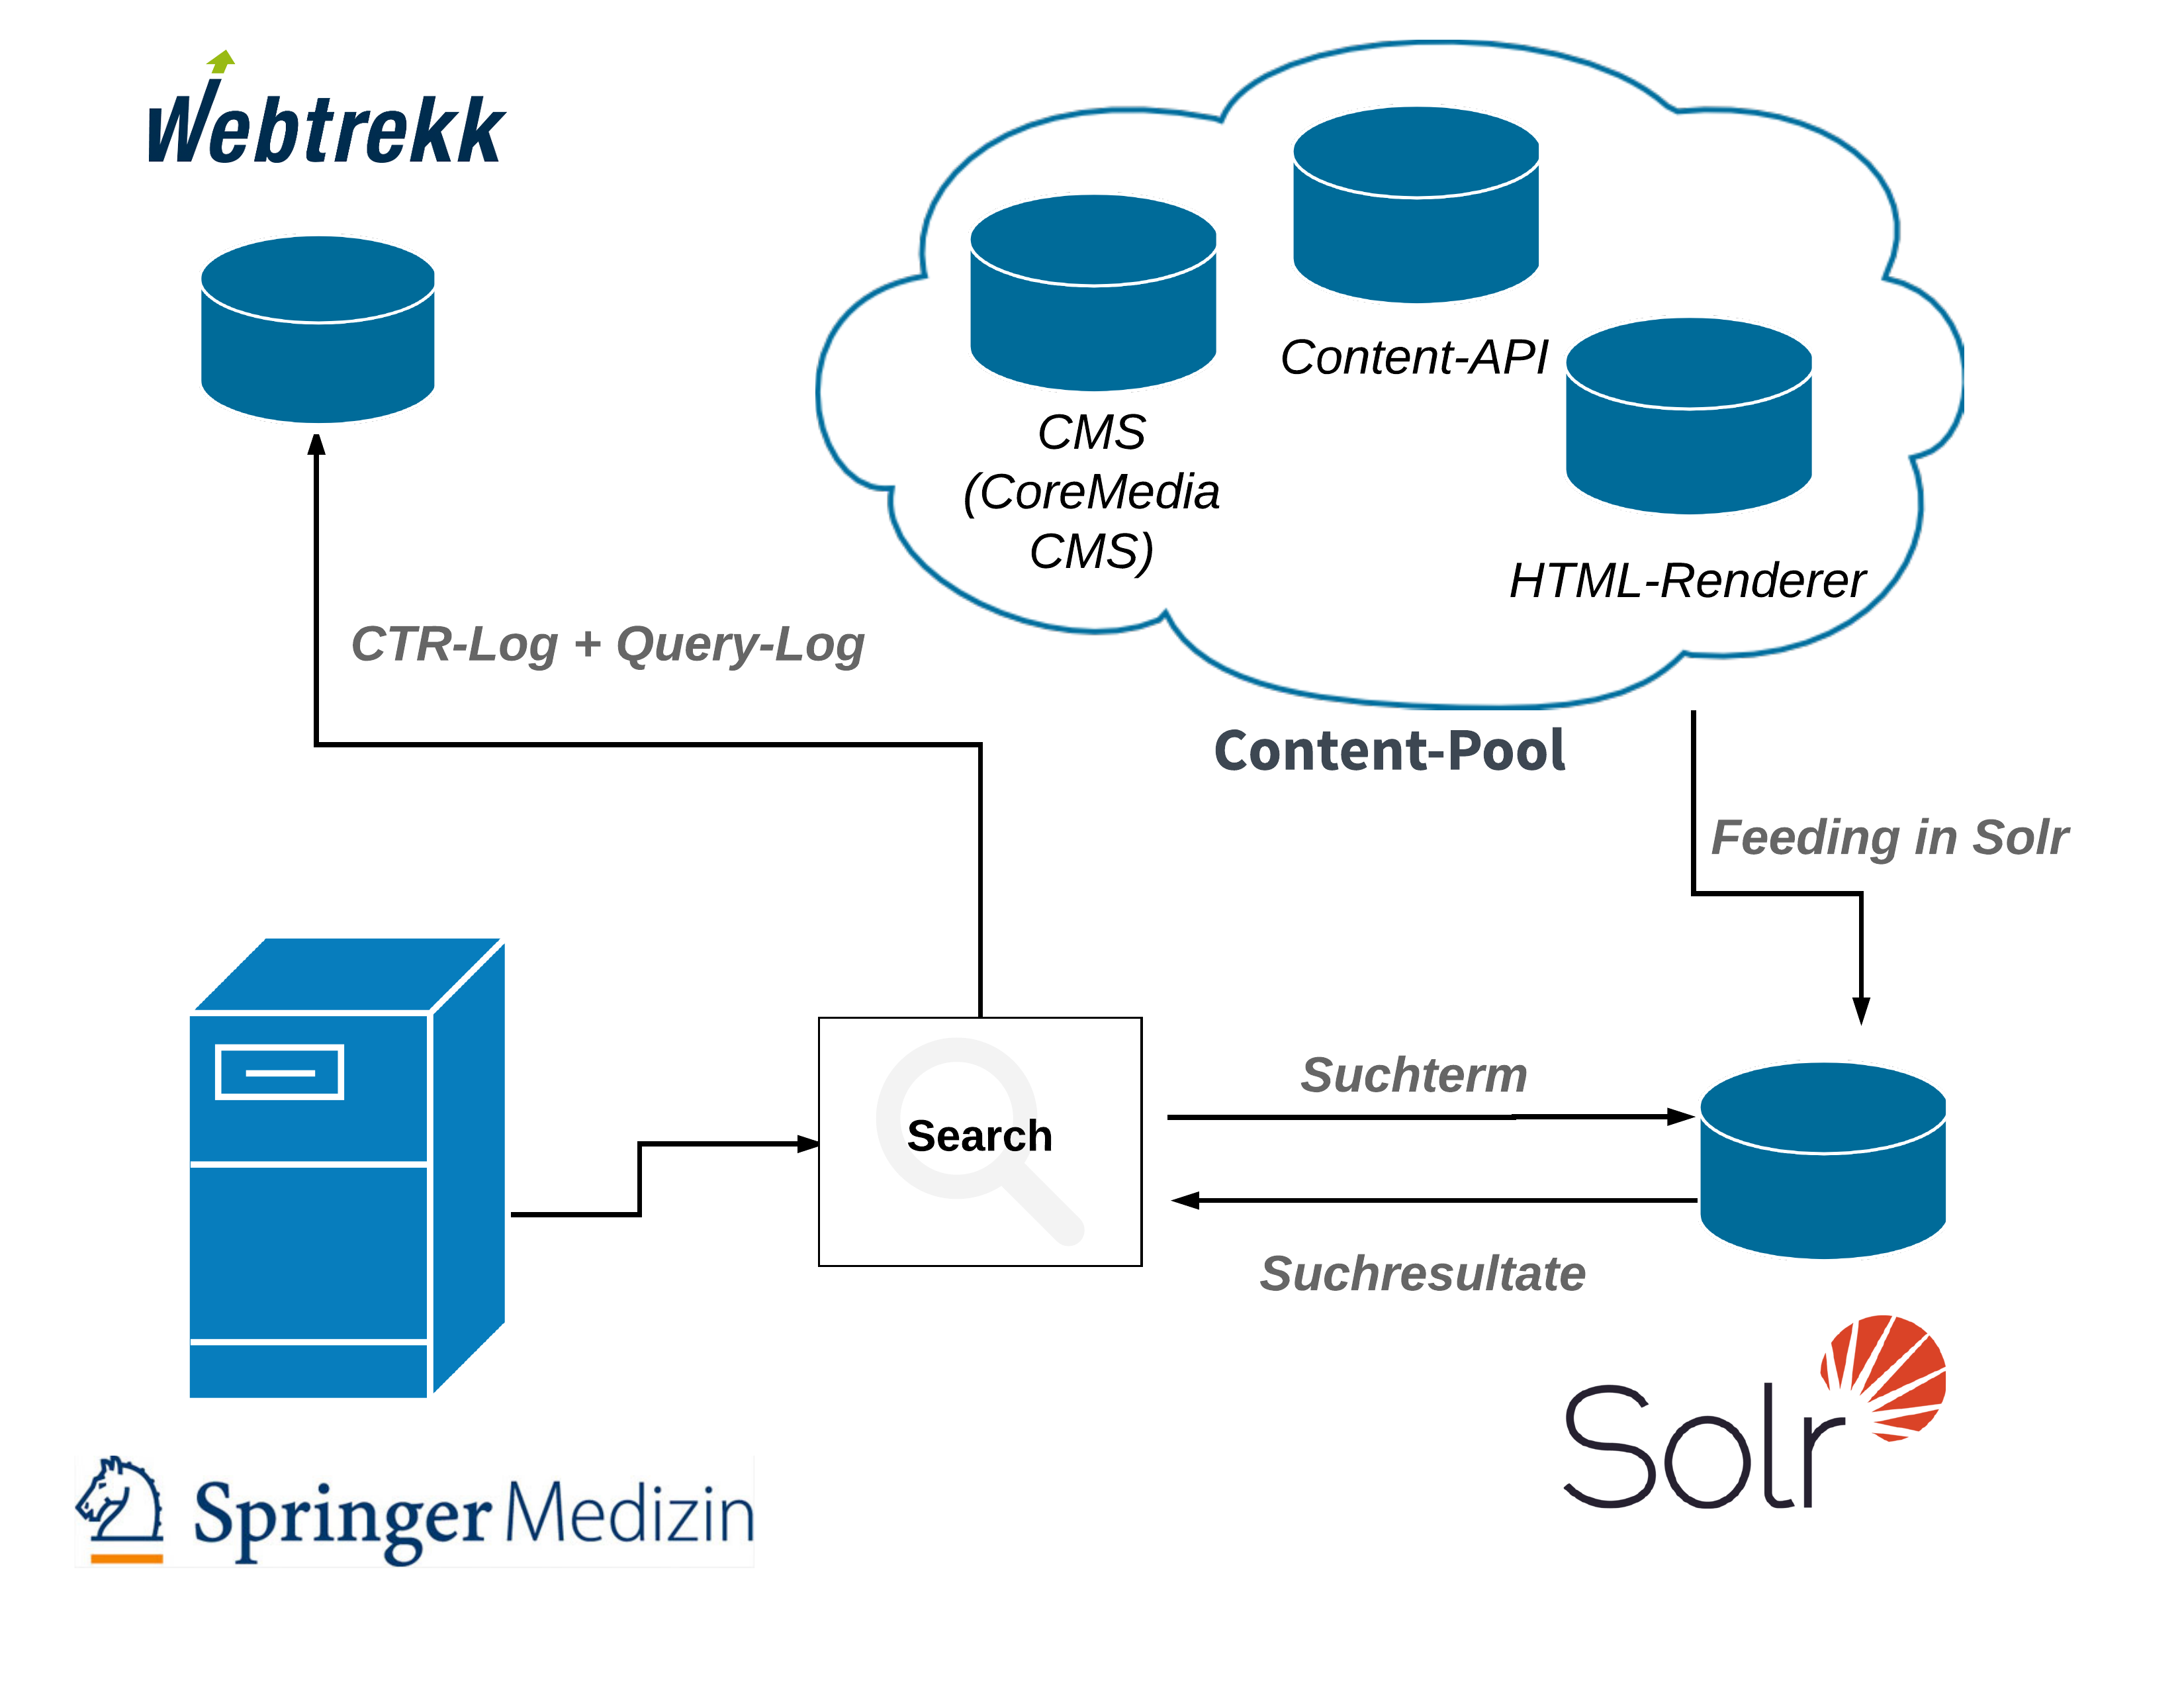 Webtrekk
Content-API
CMS
(CoreMedia
CMS)
HTML-Renderer
CTR-Log + Query-Log
Content-Pool
Feeding in Solr
Suchterm
Search
Suchresultate
Solr
Springer Medizin